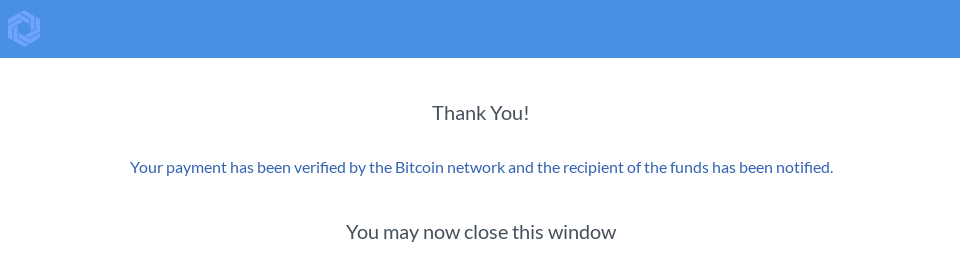 Thank You!
Your payment has been verified by the Bitcoin network and the recipient of the funds has been notified.
You may now close this window